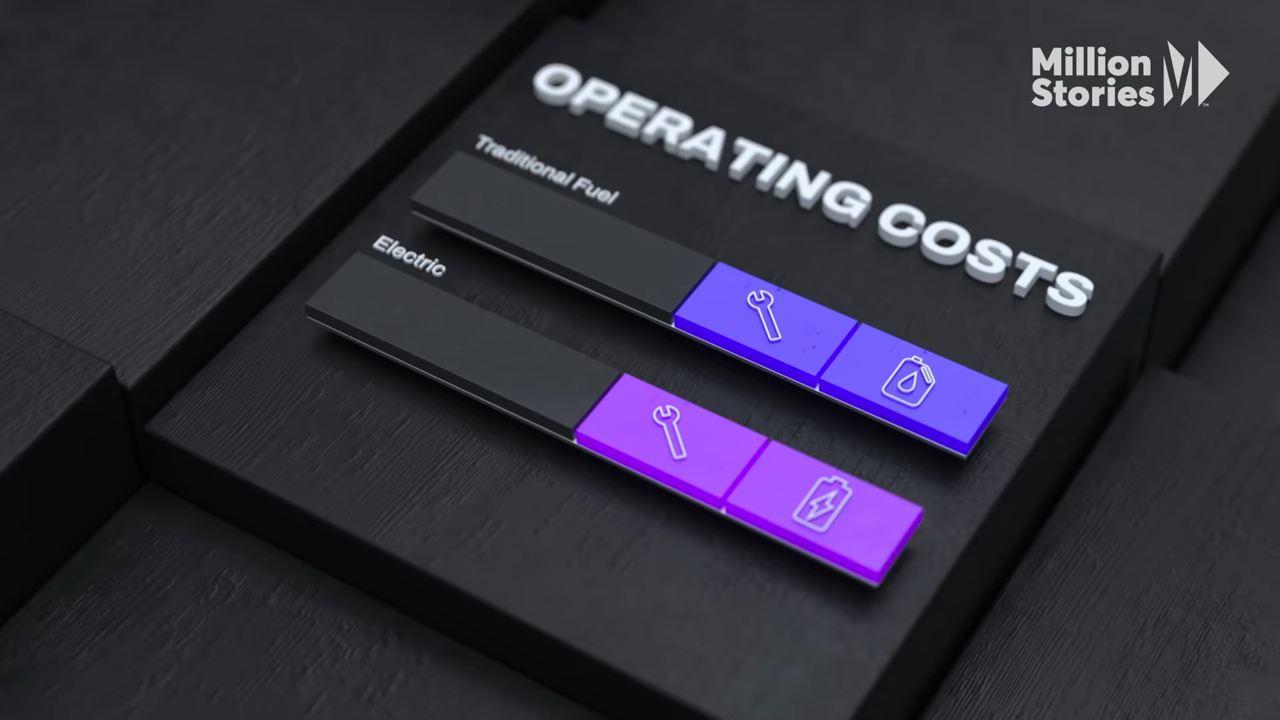 OPERATING COSTS
Traditional Fuel
Electric
Million
Stories